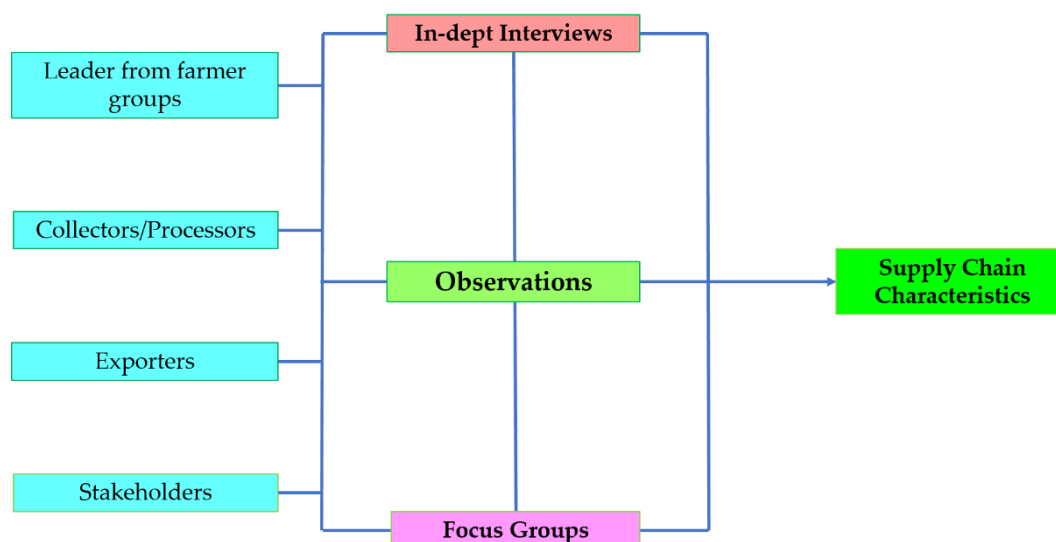 In-dept Interviews
Leader from farmer
groups
Collectors/Processors
Observations
Supply Chain
Characteristics
Exporters
Stakeholders
Focus Groups